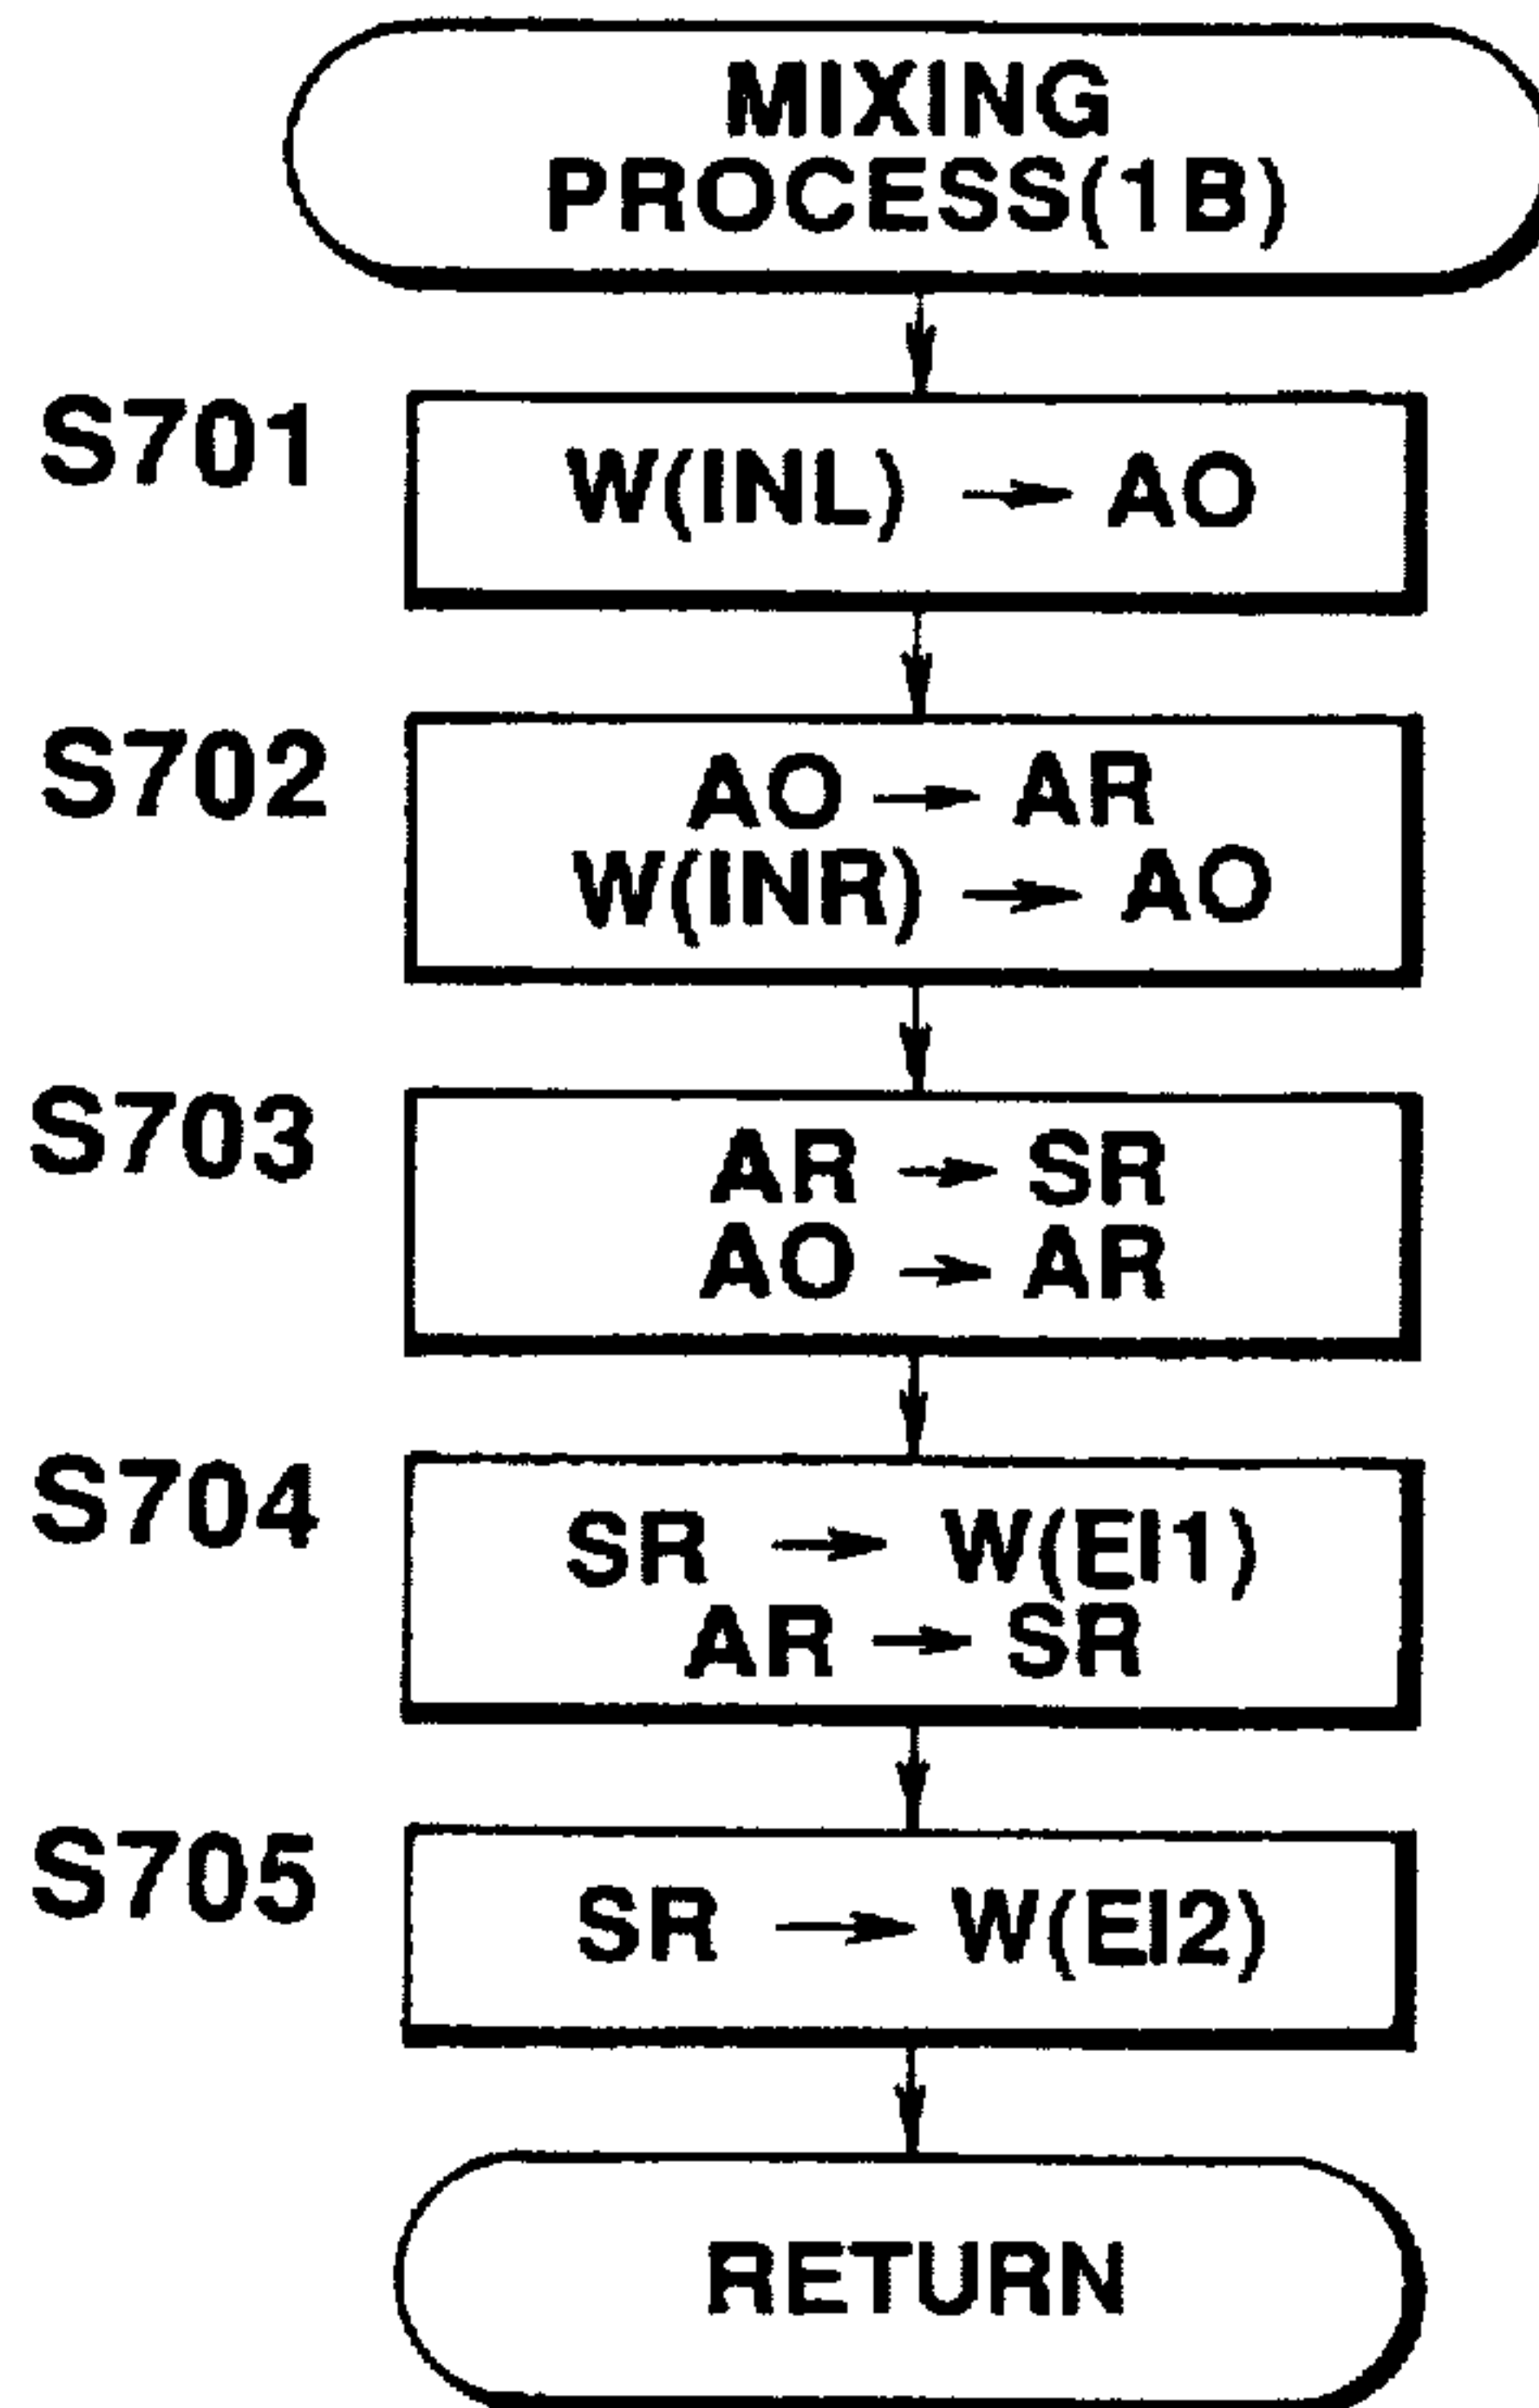 MIXING
PROCESS(1B)
S701
W(INL) → AO
S702
AO → AR
W(INR) → AO
S703
AR → SR
AO → AR
S704
SR → W(EI1)
AR → SR
S705
SR → W(EI2)
RETURN